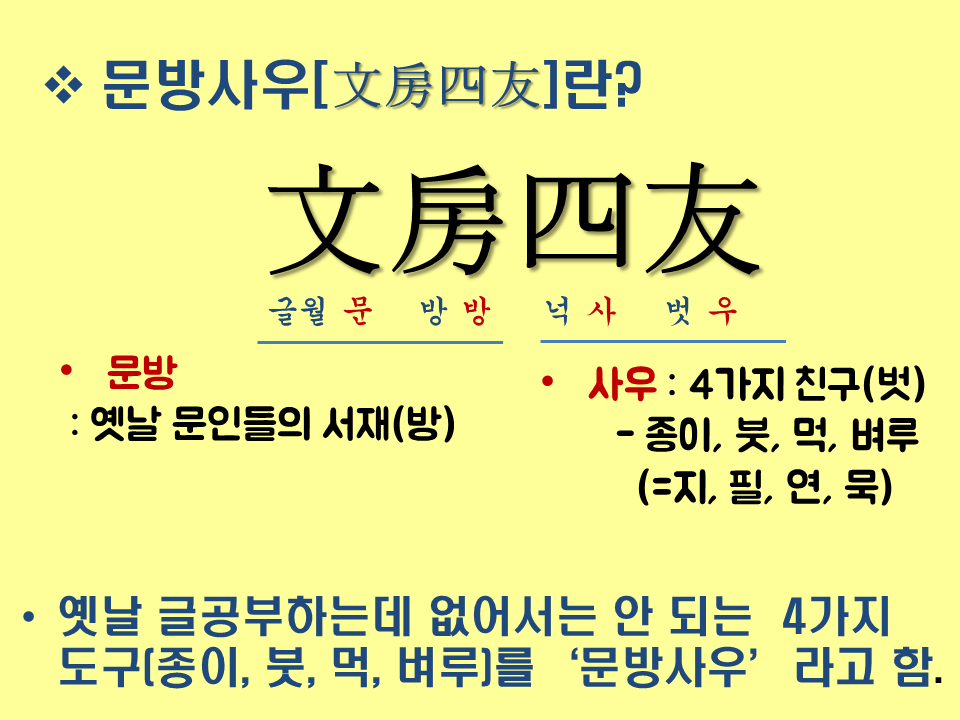 ❖ 문방사우[文房四友]란?
文房四友
글월 문 방 방 넉 사 벗 우
• 문방
: 옛날 문인들의 서재(방)
• 사우 : 4가지 친구(벗)
- 종이, 붓, 먹, 벼루
(=지, 필, 연, 묵)
• 옛날 글공부하는데 없어서는 안 되는 4가지
도구(종이, 붓, 먹, 벼루)를 ‘문방사우’ 라고 함.